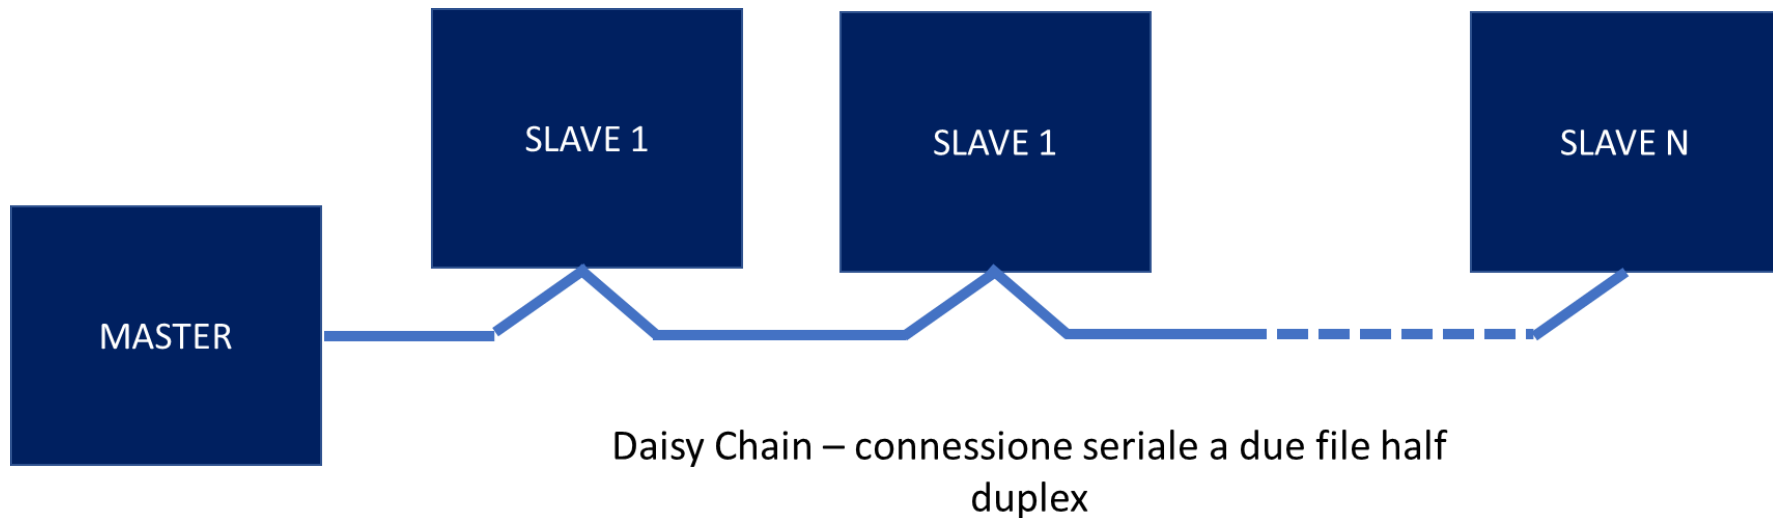 SLAVE 1
SLAVE 1
SLAVE N
MASTER
Daisy Chain – connessione seriale a due file half
duplex